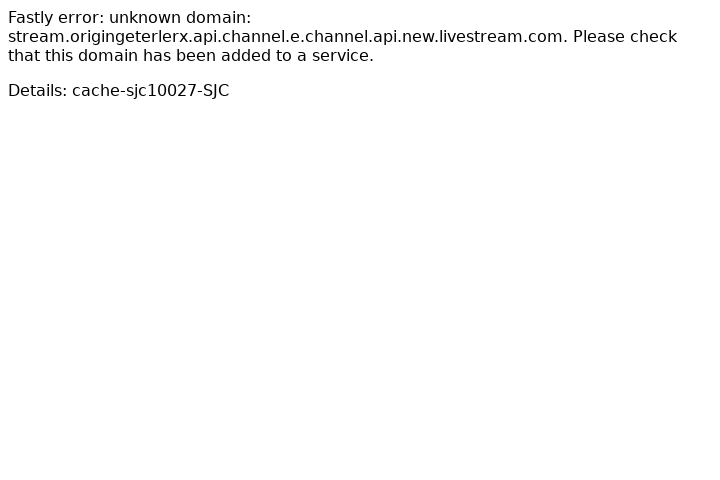 Fastly error: unknown domain:
stream.origingeterlerx.api.channel.e.channel.api.new.livestream.com. Please check
that this domain has been added to a service.
Details: cache-sjc10027-SJC